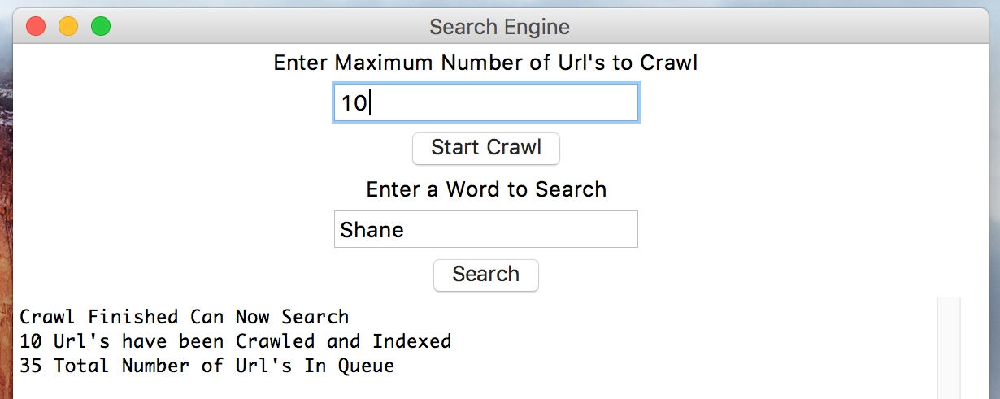 Search Engine
Enter Maximum Number of Url's to Crawl
10
Start Crawl
Enter a Word to Search
Shane
Search
Crawl Finished Can Now Search
10 Url's have been Crawled and Indexed
35 Total Number of Url's In Queue